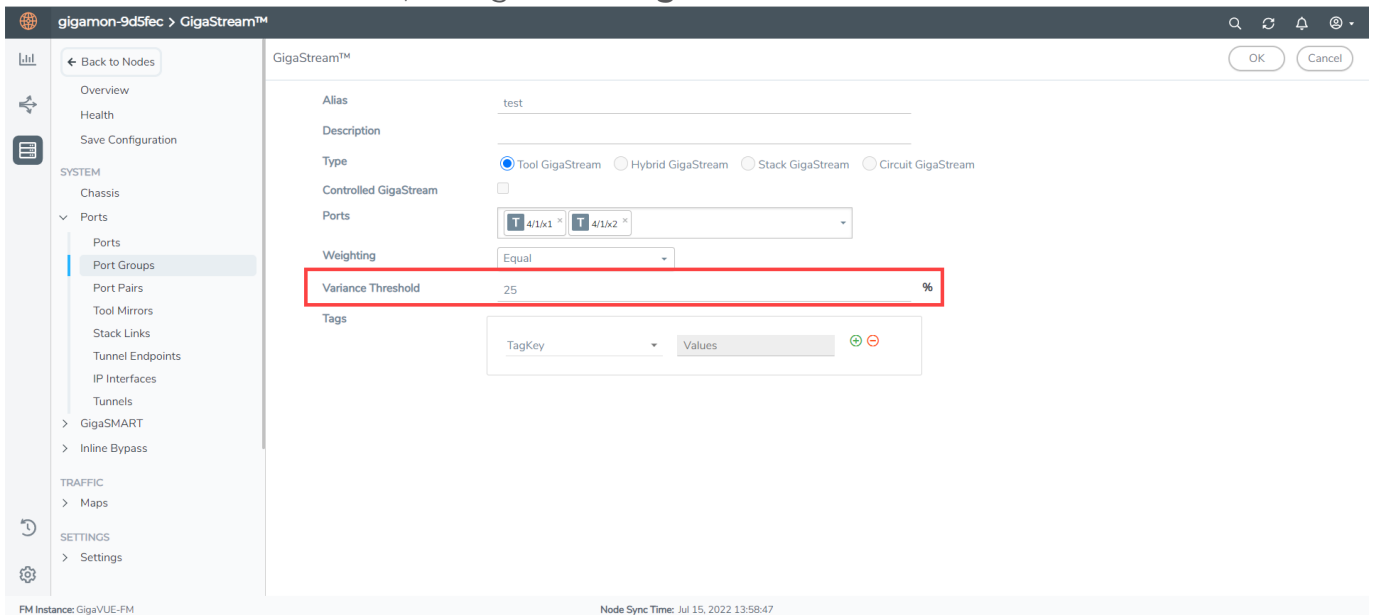 gigamon-9d5fec > GigaStream™
← Back to Nodes
Overview
Health
Save Configuration
SYSTEM
Chassis
Ports
Ports
Port Groups
Port Pairs
Tool Mirrors
Stack Links
Tunnel Endpoints
IP Interfaces
Tunnels
> GigaSMART
> Inline Bypass
TRAFFIC
> Maps
SETTINGS
> Settings
GigaStream™
OK Cancel
Alias test
Description
Type Tool GigaStream Hybrid GigaStream Stack GigaStream Circuit GigaStream
Controlled GigaStream
Ports T 4/1/x1 × T 4/1/x2 ×
Weighting Equal
Variance Threshold 25 %
Tags
TagKey Values
FM Instance: GigaVUE-FM Node Sync Time: Jul 15, 2022 13:58:47